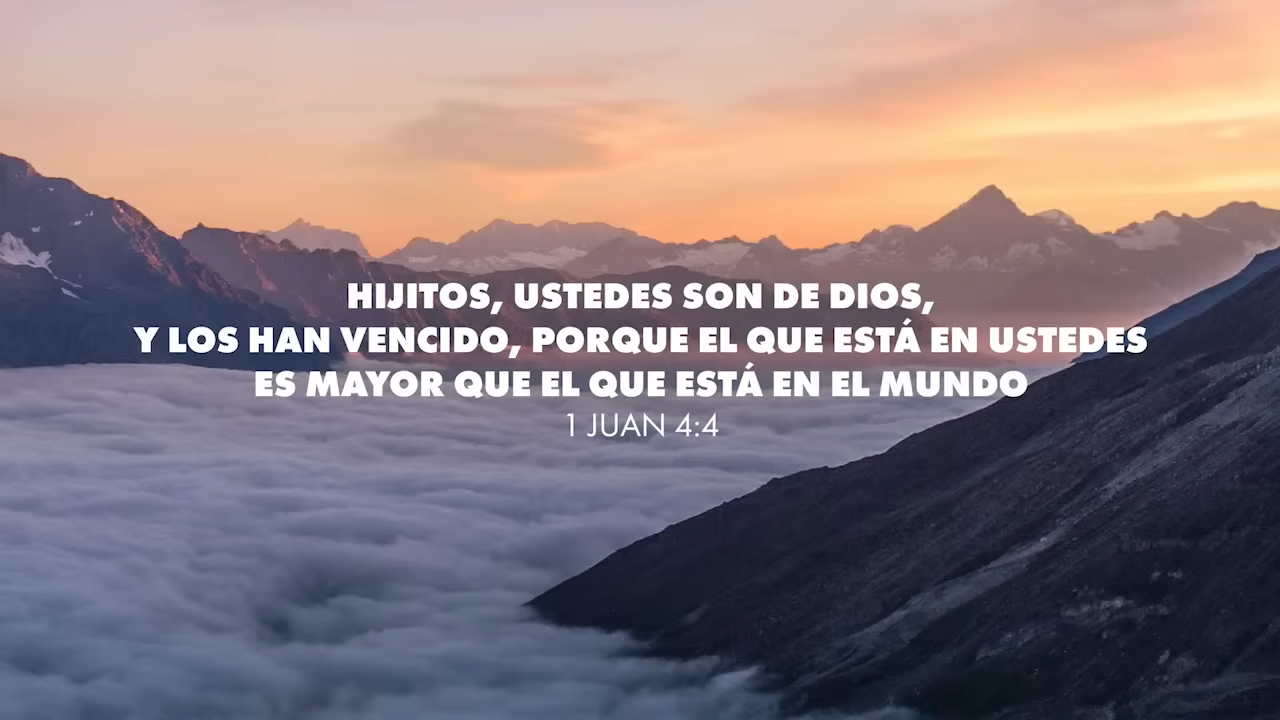 HIJITOS, USTEDES SON DE DIOS,
Y LOS HAN VENCIDO, PORQUE EL QUE ESTÁ EN USTEDES
ES MAYOR QUE EL QUE ESTÁ EN EL MUNDO
1 JUAN 4:4